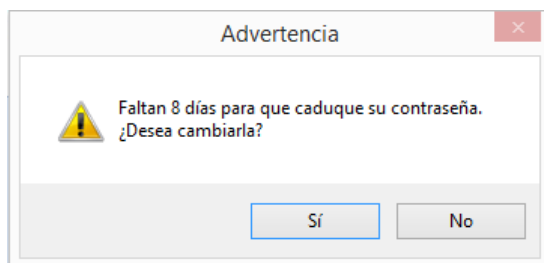 Advertencia
Faltan 8 días para que caduque su contraseña.
¿Desea cambiarla?
Sí
No